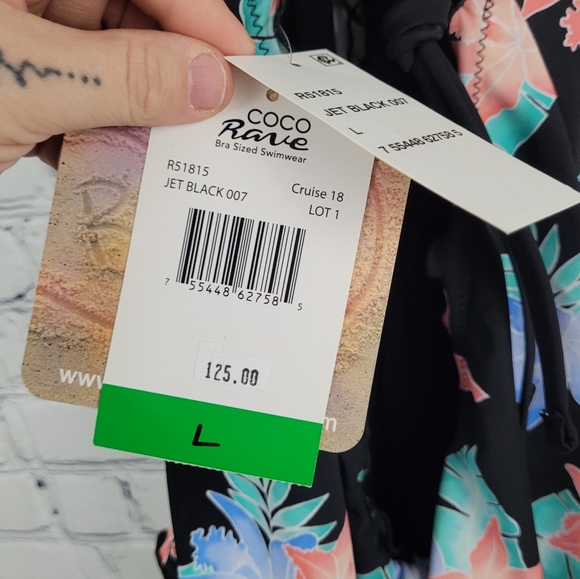 R51815
JET BLACK 007
L
7 55448 62758 5
COCO
Rave
Bra Sized Swimwear
R51815
JET BLACK 007
Cruise 18
LOT 1
7 55448 62758 5
125.00
www
m
L